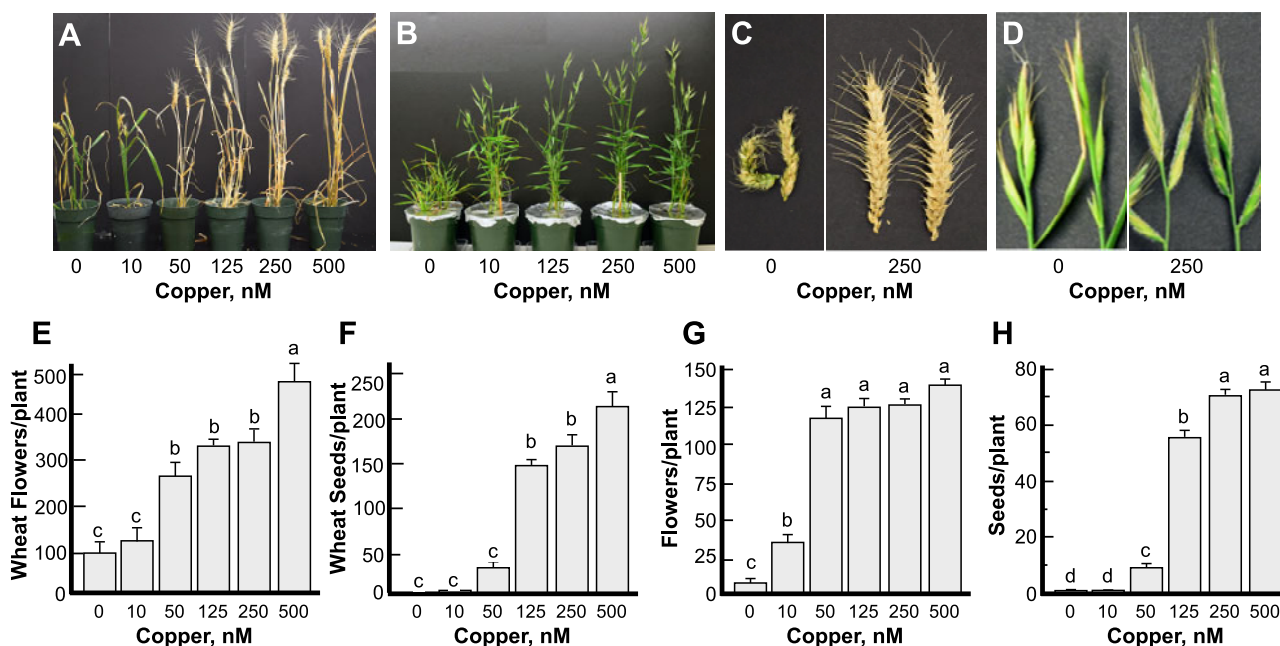 A
B
C
D
0 10 50 125 250 500
Copper, nM
0 10 125 250 500
Copper, nM
0 250
Copper, nM
0 250
Copper, nM
E
Wheat Flowers/plant
500
400
300
200
100
0
c c b b b a
0 10 50 125 250 500
Copper, nM
F
Wheat Seeds/plant
250
200
150
100
50
0
c c c b b a
0 10 50 125 250 500
Copper, nM
G
Flowers/plant
150
125
100
75
50
25
0
c b a a a a
0 10 50 125 250 500
Copper, nM
H
Seeds/plant
80
60
40
20
0
d d c b a a
0 10 50 125 250 500
Copper, nM